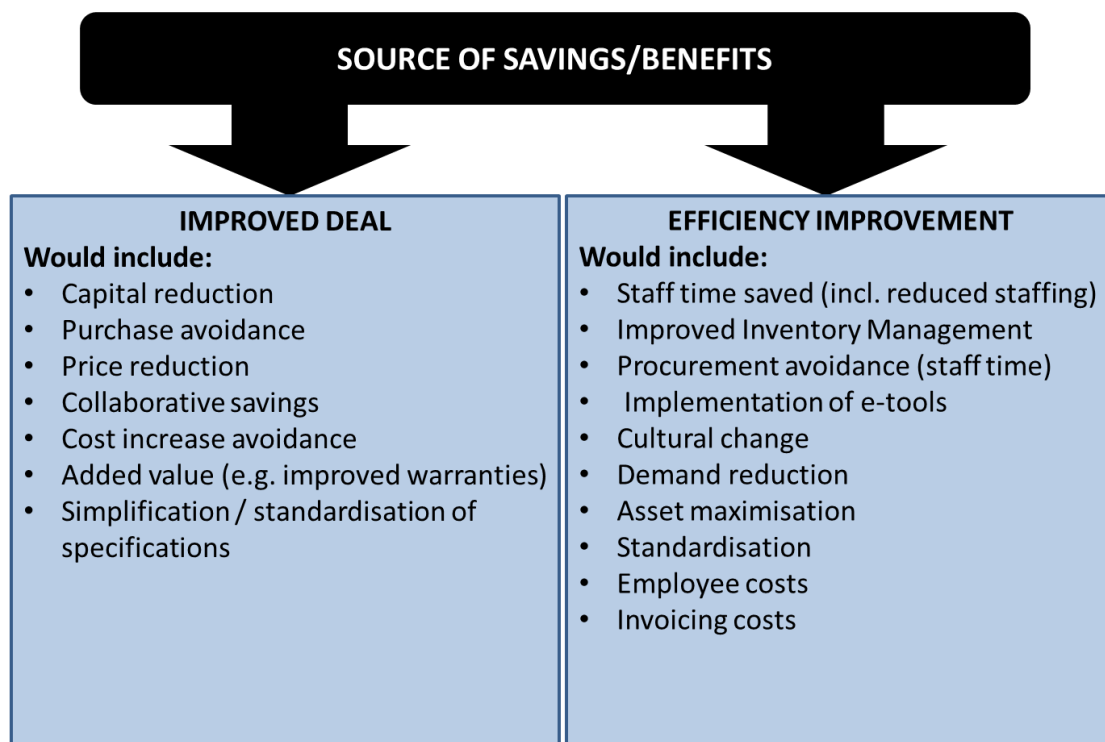 SOURCE OF SAVINGS/BENEFITS
IMPROVED DEAL
Would include:
• Capital reduction
• Purchase avoidance
• Price reduction
• Collaborative savings
• Cost increase avoidance
• Added value (e.g. improved warranties)
• Simplification / standardisation of
specifications
EFFICIENCY IMPROVEMENT
Would include:
• Staff time saved (incl. reduced staffing)
• Improved Inventory Management
• Procurement avoidance (staff time)
• Implementation of e-tools
• Cultural change
• Demand reduction
• Asset maximisation
• Standardisation
• Employee costs
• Invoicing costs